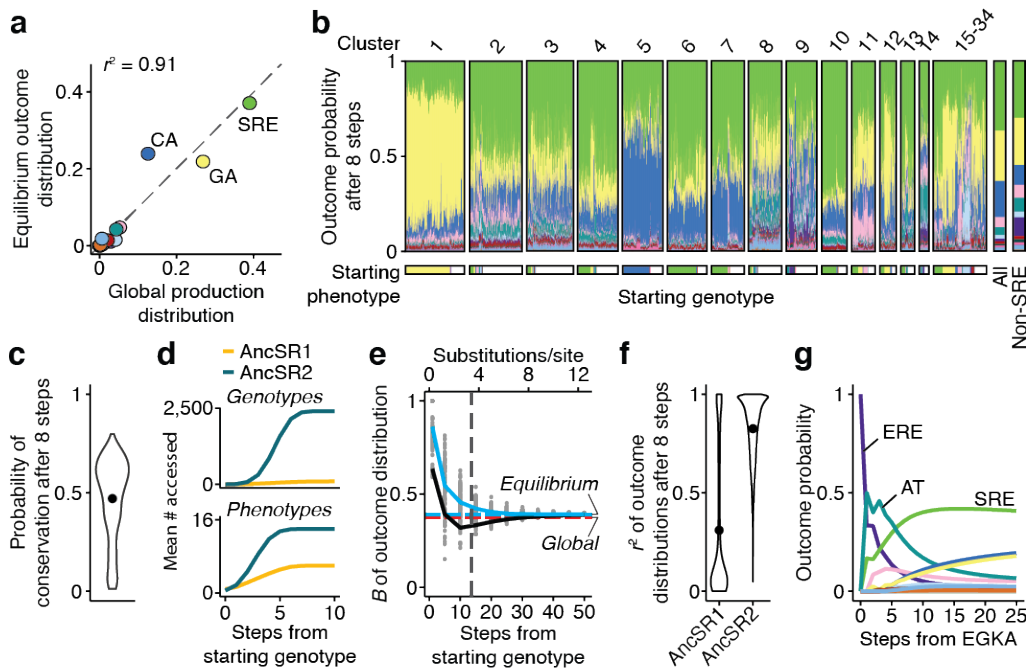 a
r² = 0.91
Equilibrium outcome
distribution
0.4
0.2
0
CA
SRE
GA
0
0.2
0.4
Global production
distribution
b
Cluster
1
2
3
4
5
6
7
8
9
10
11
12
13
14
15-34
Outcome probability
after 8 steps
1
0.5
0
Starting
phenotype
Starting genotype
All
Non-SRE
c
Probability of
conservation after 8 steps
1
0.5
0
d
AncSR1
AncSR2
Genotypes
2,500
0
Phenotypes
16
0
Mean # accessed
0
5
10
Steps from
starting genotype
e
Substitutions/site
0
4
8
12
B of outcome distribution
1
0.5
0
Equilibrium
Global
0
10
20
30
40
50
Steps from
starting genotype
f
r² of outcome
distributions after 8 steps
1
0.5
0
AncSR1
AncSR2
g
Outcome probability
1
0.5
0
ERE
AT
SRE
0
5
10
15
20
25
Steps from EGKA